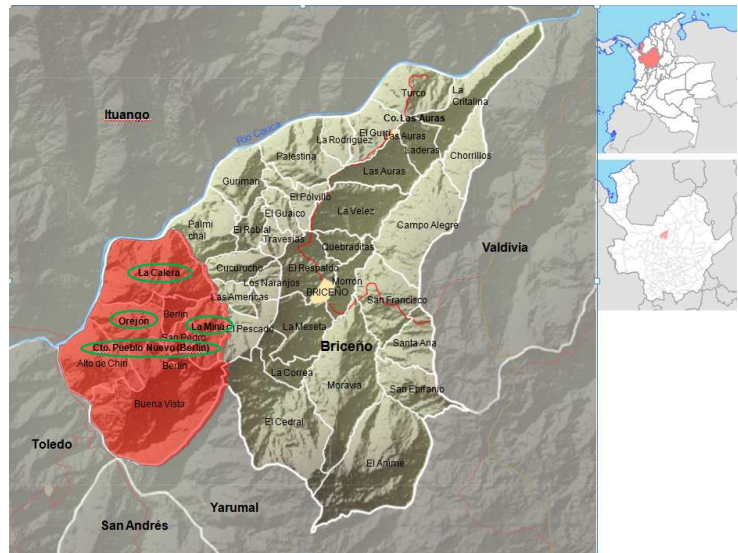 Turco
La
Critalina
Ituango
Co. Las Auras
Rio Cauca
El Gurri
Las Auras
La Rodriguez
Laderas
Palestina
Chorrillos
Las Auras
Guriman
El Polvillo
El Guaico
La Velez
Palmi
chal
El Roblal
Campo Alegre
Travesias
Quebraditas
Valdivia
Cucurucho
El Respaldo
La Calera
Los Naranjos
Morrón
BRICEÑO
Las Americas
San Francisco
Berlin
Orejón
La Mina
El Pescado
La Meseta
San Pedro
Briceño
Santa Ana
Cto. Pueblo Nuevo (Berlin)
Alto de Chiri
Berlin
La Correa
Moravia
San Epifanio
Buena Vista
El Cedral
Toledo
El Anime
Yarumal
San Andrés